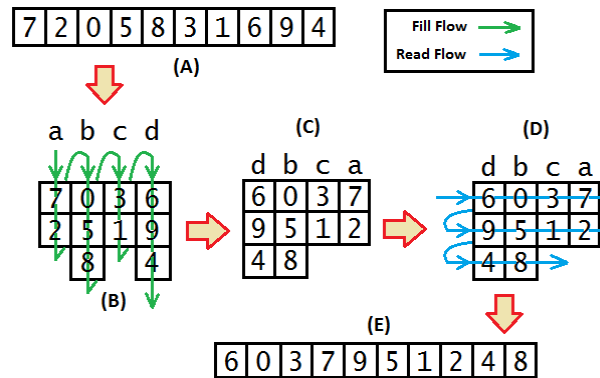 7 2 0 5 8 3 1 6 9 4
Fill Flow
Read Flow
(A)
a b c d
7 0 3 6
2 5 1 9
8 4
(B)
(C)
d b c a
6 0 3 7
9 5 1 2
4 8
(D)
d b c a
6 0 3 7
9 5 1 2
4 8
(E)
6 0 3 7 9 5 1 2 4 8